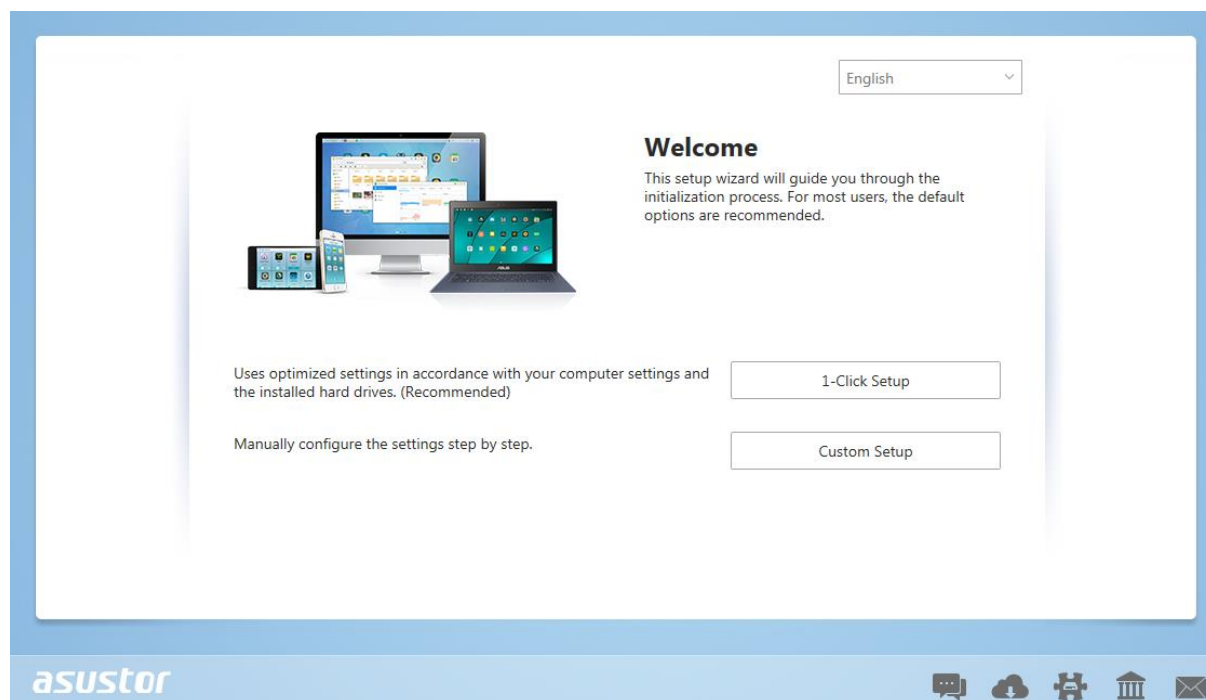 English
Welcome
This setup wizard will guide you through the
initialization process. For most users, the default
options are recommended.
Uses optimized settings in accordance with your computer settings and
the installed hard drives. (Recommended)
1-Click Setup
Manually configure the settings step by step.
Custom Setup
asustor